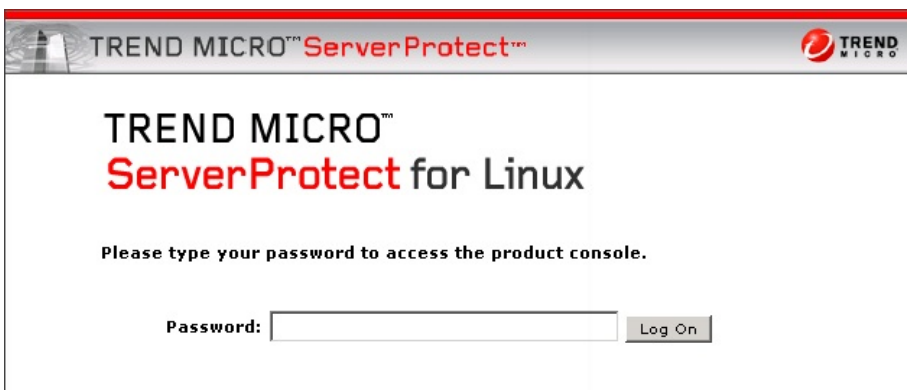 TREND MICRO™ ServerProtect™
TREND MICRO
TREND MICRO™
ServerProtect for Linux
Please type your password to access the product console.
Password:
Log On